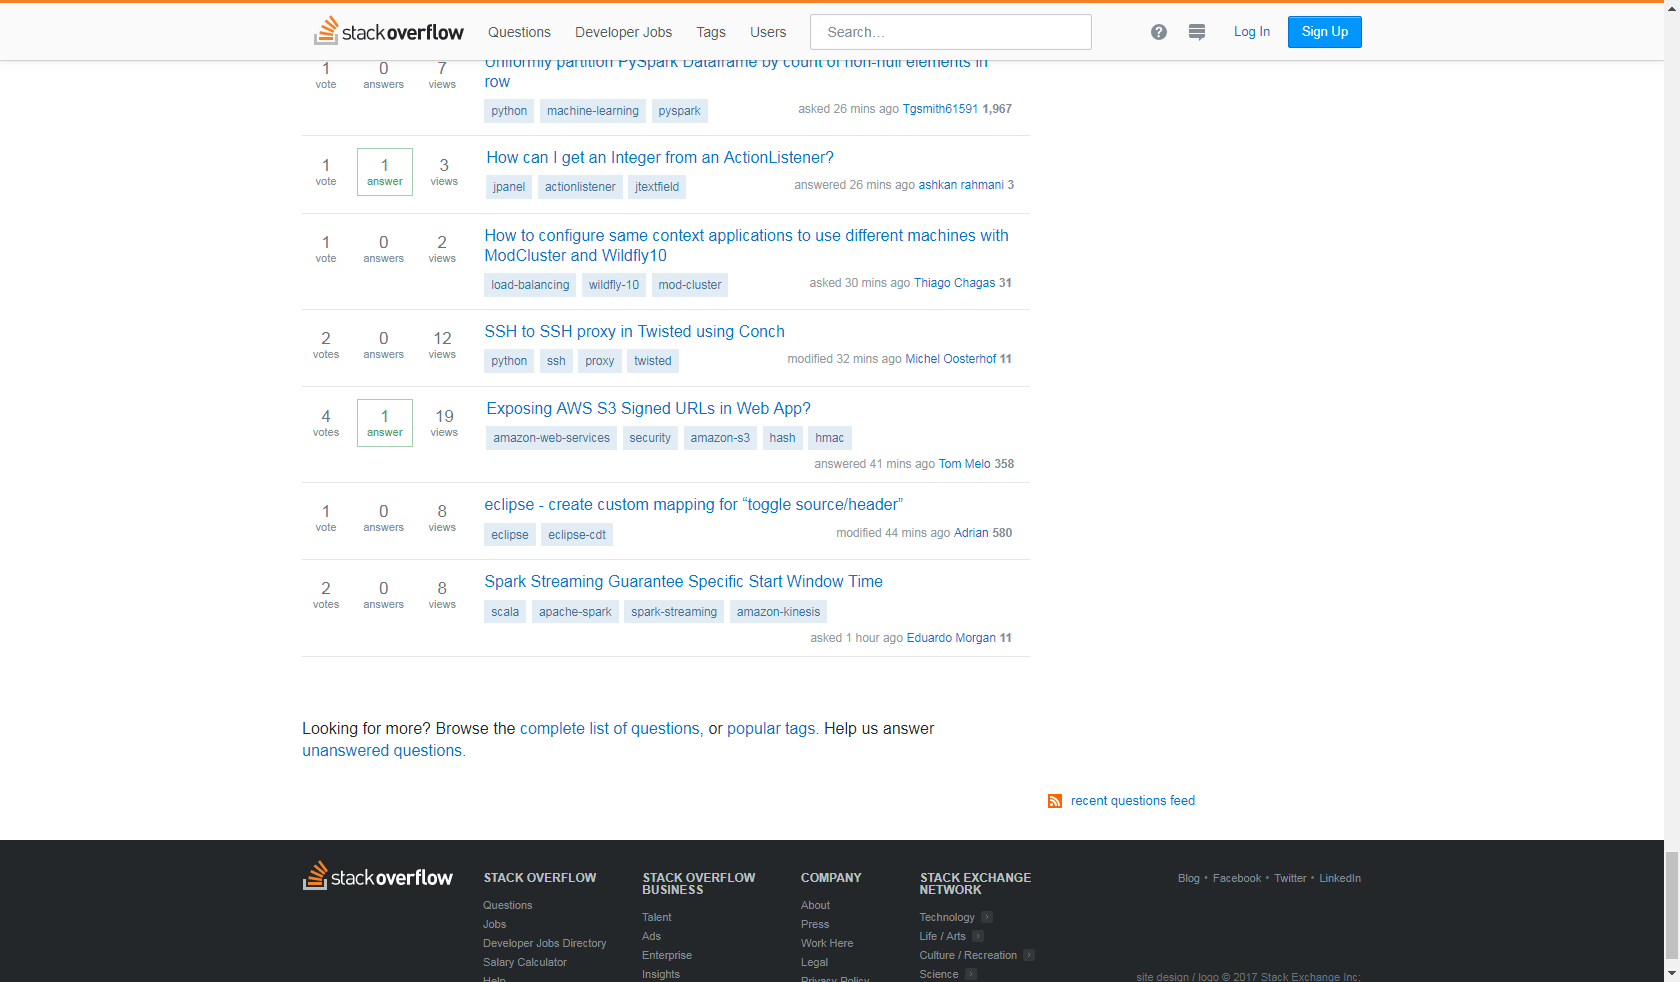 stackoverflow Questions Developer Jobs Tags Users Search... ? Log In Sign Up
1 0 7 Uniformly partition PySpark Dataframe by count of non-null elements in
vote answers views row
python machine-learning pyspark asked 26 mins ago Tgsmith61591 1,967
1 1 3 How can I get an Integer from an ActionListener?
vote answer views jpanel actionlistener jtextfield answered 26 mins ago ashkan rahmani 3
1 0 2 How to configure same context applications to use different machines with
vote answers views ModCluster and Wildfly10
load-balancing wildfly-10 mod-cluster asked 30 mins ago Thiago Chagas 31
2 0 12 SSH to SSH proxy in Twisted using Conch
votes answers views python ssh proxy twisted modified 32 mins ago Michel Oosterhof 11
4 1 19 Exposing AWS S3 Signed URLs in Web App?
votes answer views amazon-web-services security amazon-s3 hash hmac
answered 41 mins ago Tom Melo 358
1 0 8 eclipse - create custom mapping for “toggle source/header”
vote answers views eclipse eclipse-cdt modified 44 mins ago Adrian 580
2 0 8 Spark Streaming Guarantee Specific Start Window Time
votes answers views scala apache-spark spark-streaming amazon-kinesis
asked 1 hour ago Eduardo Morgan 11
Looking for more? Browse the complete list of questions, or popular tags. Help us answer
unanswered questions.
recent questions feed
stackoverflow
STACK OVERFLOW
Questions
Jobs
Developer Jobs Directory
Salary Calculator
Help
STACK OVERFLOW
BUSINESS
Talent
Ads
Enterprise
Insights
COMPANY
About
Press
Work Here
Legal
Privacy Policy
STACK EXCHANGE
NETWORK
Technology
Life / Arts
Culture / Recreation
Science
Blog • Facebook • Twitter • LinkedIn
site design / logo © 2017 Stack Exchange Inc;